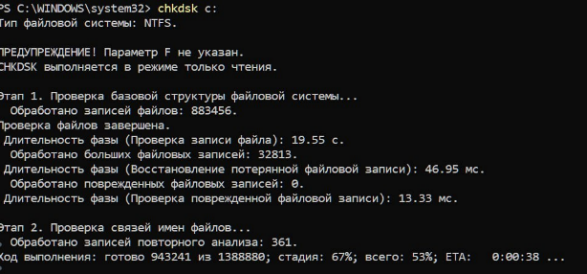 PS C:\WINDOWS\system32> chkdsk c:
Тип файловой системы: NTFS.
ПРЕДУПРЕЖДЕНИЕ! Параметр F не указан.
CHKDSK выполняется в режиме только чтения.
Этап 1. Проверка базовой структуры файловой системы...
Обработано записей файлов: 883456.
Проверка файлов завершена.
Длительность фазы (Проверка записи файла): 19.55 с.
Обработано больших файловых записей: 32813.
Длительность фазы (Восстановление потерянной файловой записи): 46.95 мс.
Обработано поврежденных файловых записей: 0.
Длительность фазы (Проверка поврежденной файловой записи): 13.33 мс.
Этап 2. Проверка связей имен файлов...
Обработано записей повторного анализа: 361.
Ход выполнения: готово 943241 из 1388880; стадия: 67%; всего: 53%; ETA: 0:00:38 ...